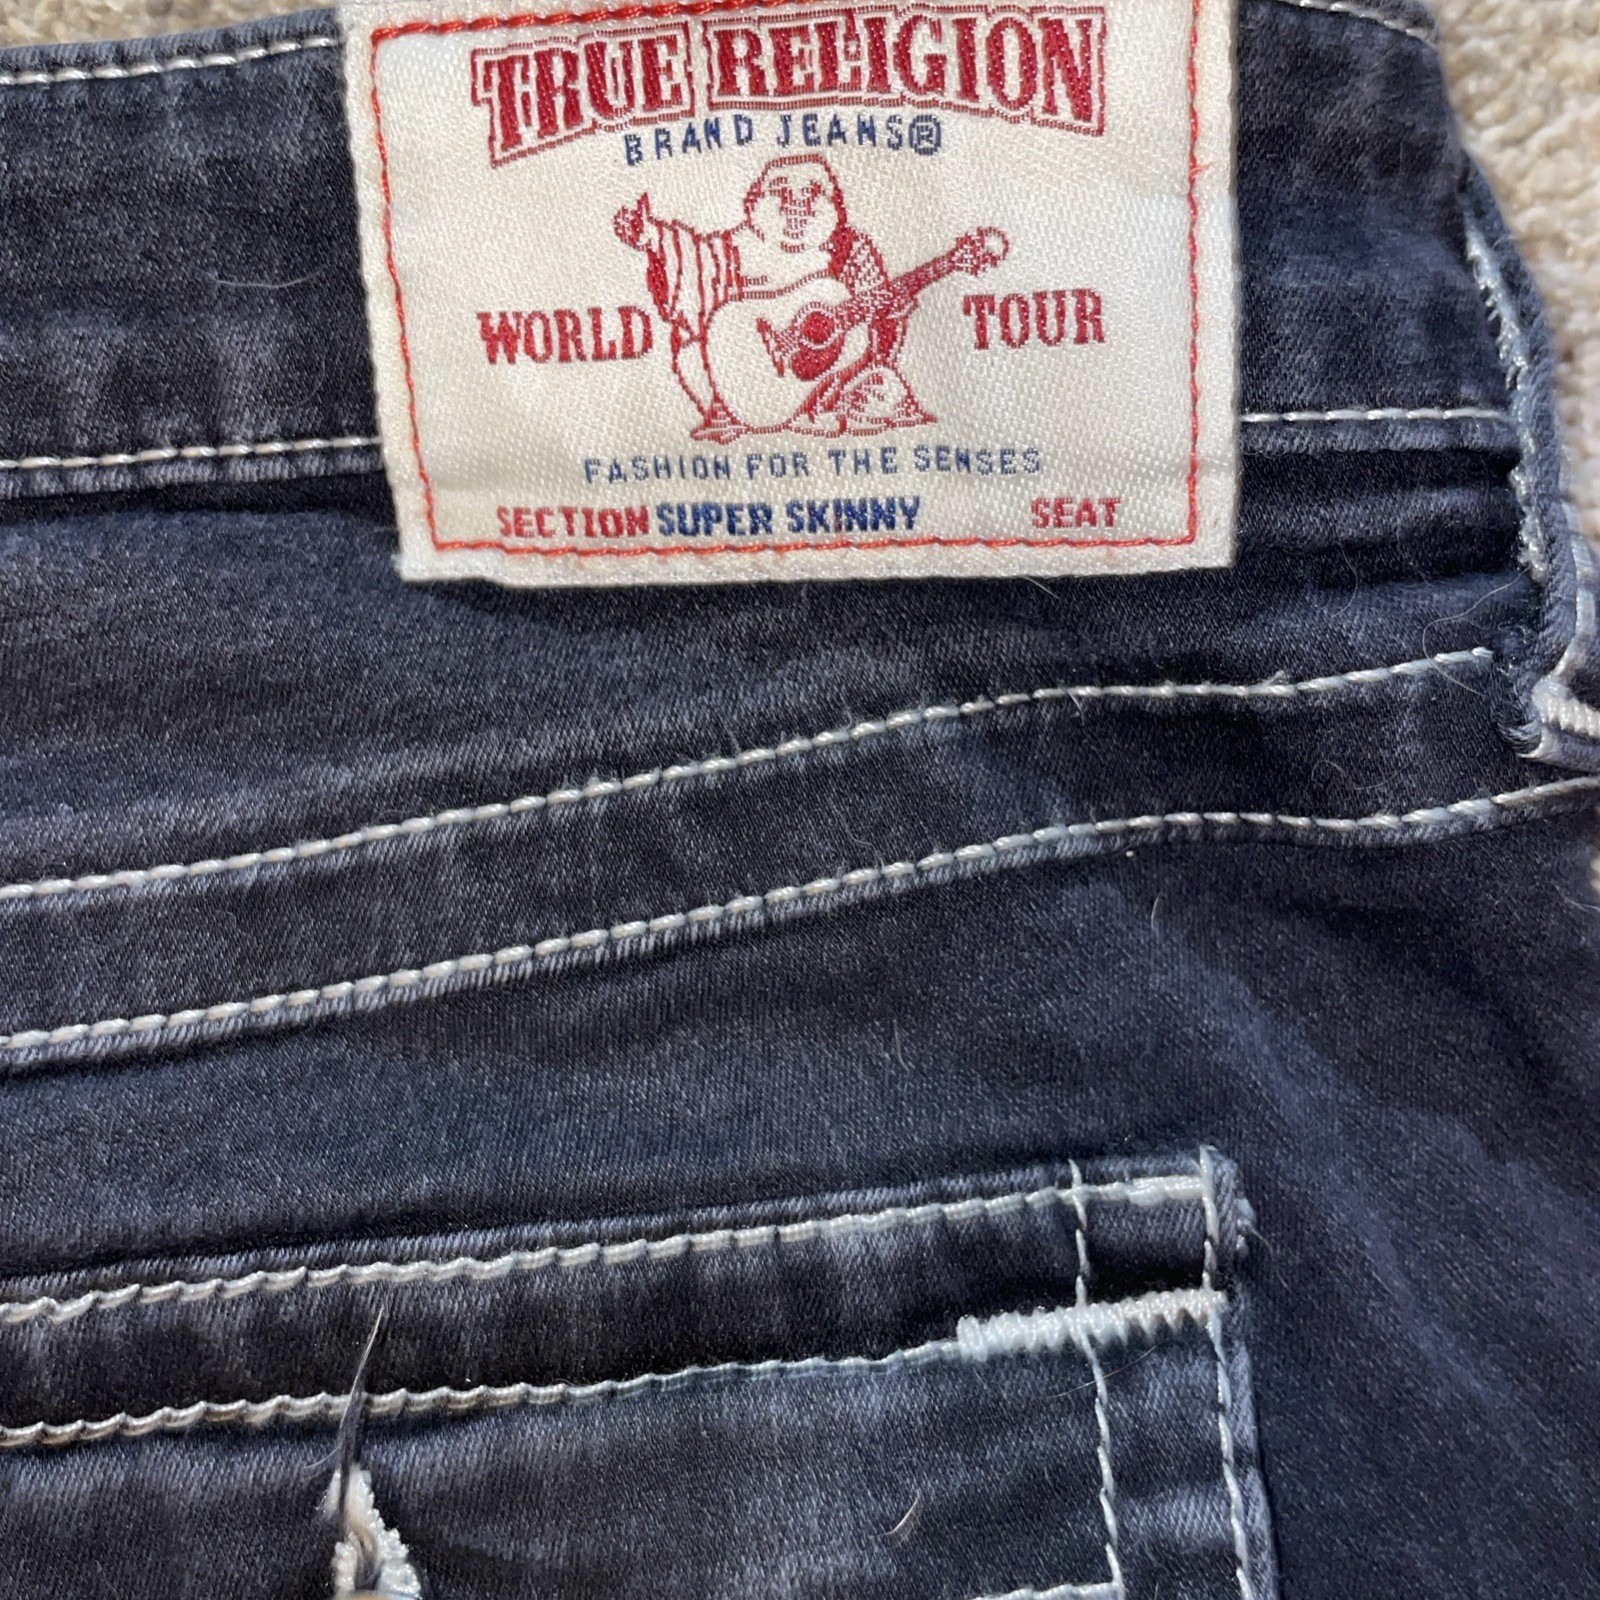 TRUE RELIGION
BRAND JEANS®
WORLD TOUR
FASHION FOR THE SENSES
SECTION SUPER SKINNY SEAT